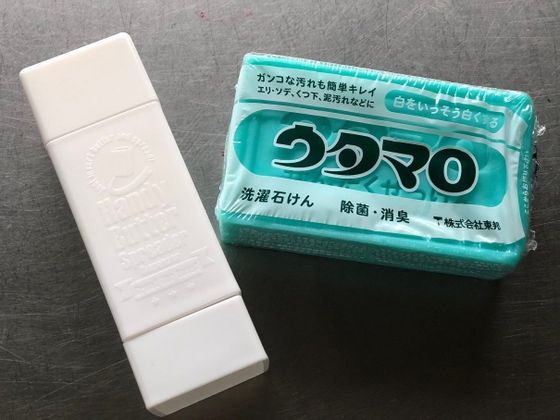 Handy
ガンコな汚れも簡単キレイ
エリ・ソデ、くつ下、泥汚れなどに
白をいっそう白くする
ウタマロ
洗濯石けん
除菌・消臭
株式会社東邦